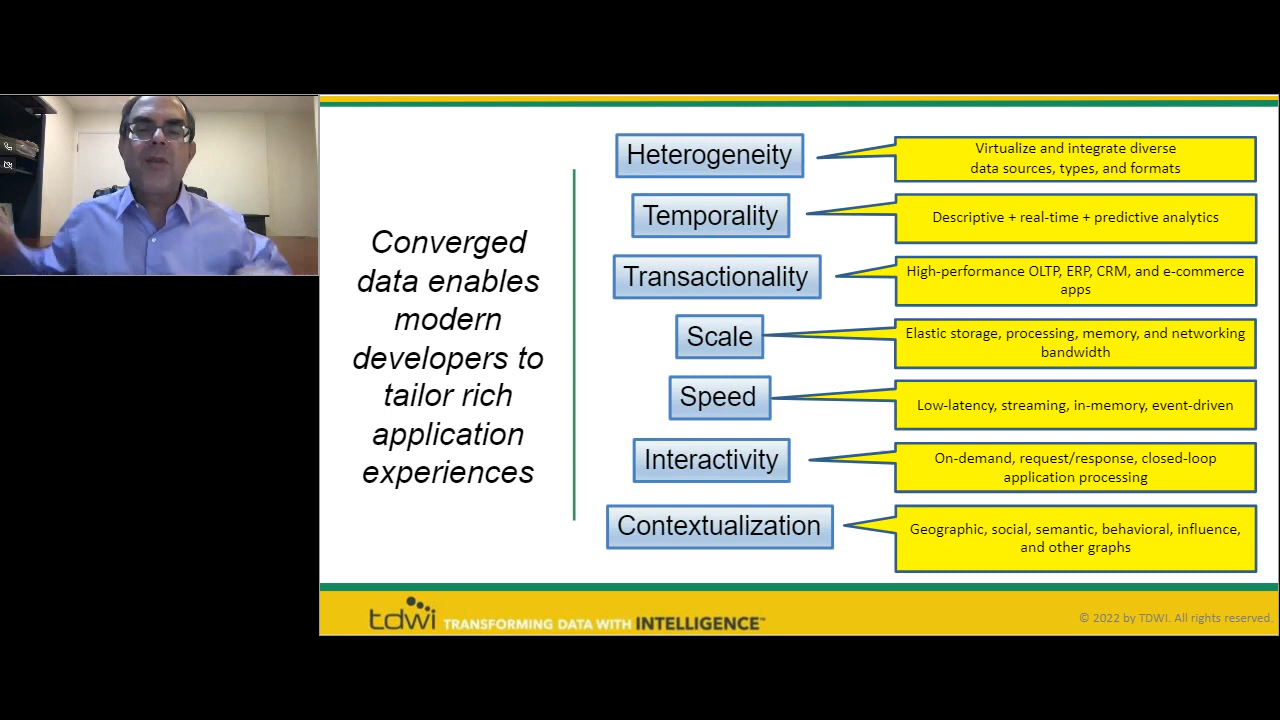 Converged
data enables
modern
developers to
tailor rich
application
experiences
Heterogeneity
Virtualize and integrate diverse
data sources, types, and formats
Temporality
Descriptive + real-time + predictive analytics
Transactionality
High-performance OLTP, ERP, CRM, and e-commerce
apps
Scale
Elastic storage, processing, memory, and networking
bandwidth
Speed
Low-latency, streaming, in-memory, event-driven
Interactivity
On-demand, request/response, closed-loop
application processing
Contextualization
Geographic, social, semantic, behavioral, influence,
and other graphs
tdwi TRANSFORMING DATA WITH INTELLIGENCE™
© 2022 by TDWI. All rights reserved.